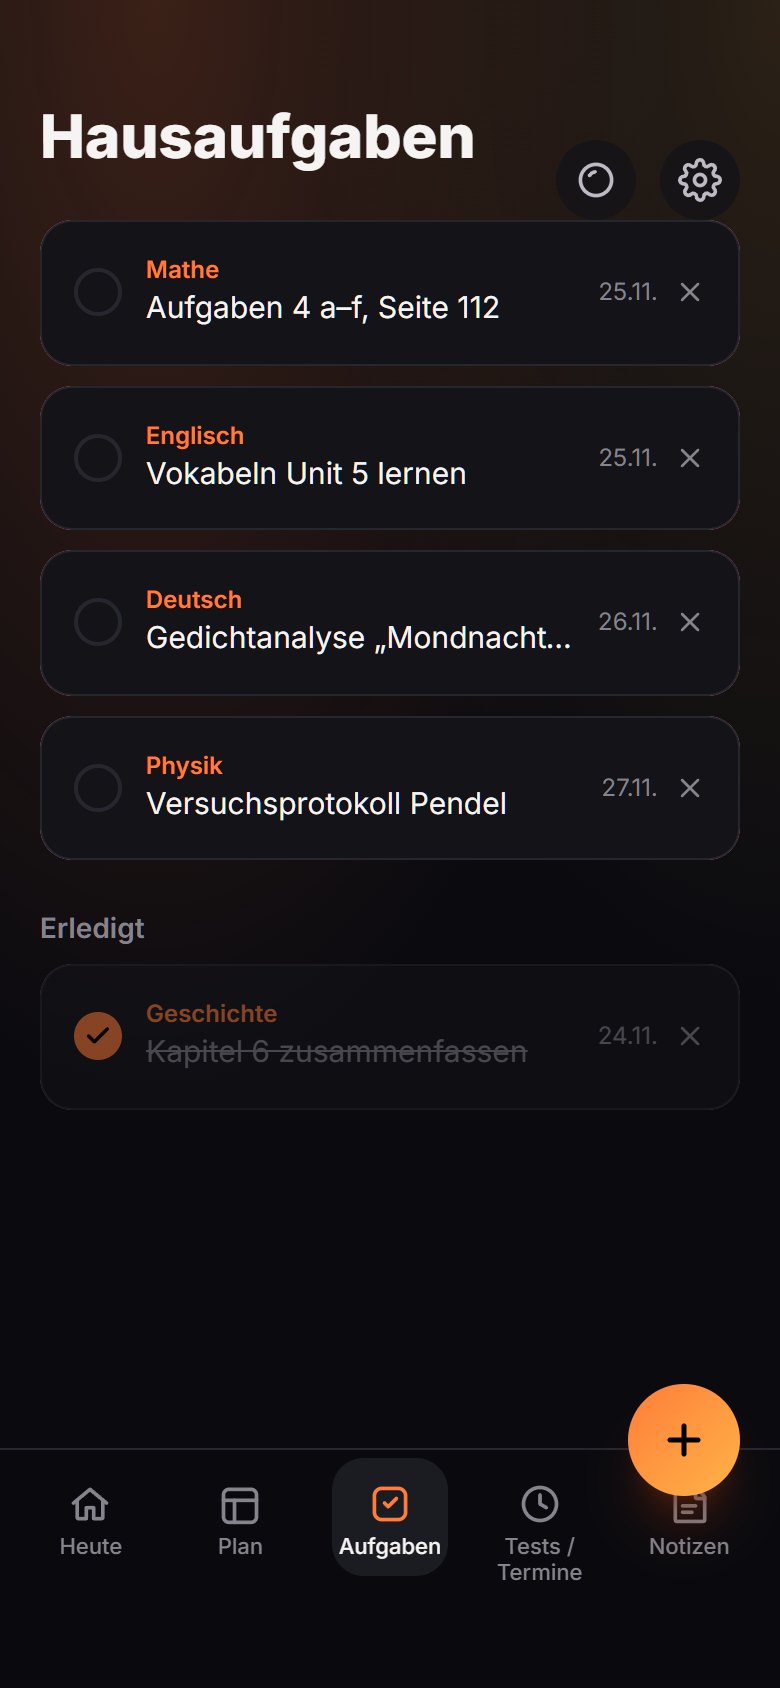 Hausaufgaben
Mathe
Aufgaben 4 a–f, Seite 112
25.11.
Englisch
Vokabeln Unit 5 lernen
25.11.
Deutsch
Gedichtanalyse „Mondnacht...
26.11.
Physik
Versuchsprotokoll Pendel
27.11.
Erledigt
Geschichte
Kapitel 6 zusammenfassen
24.11.
Heute
Plan
Aufgaben
Tests /
Termine
Notizen